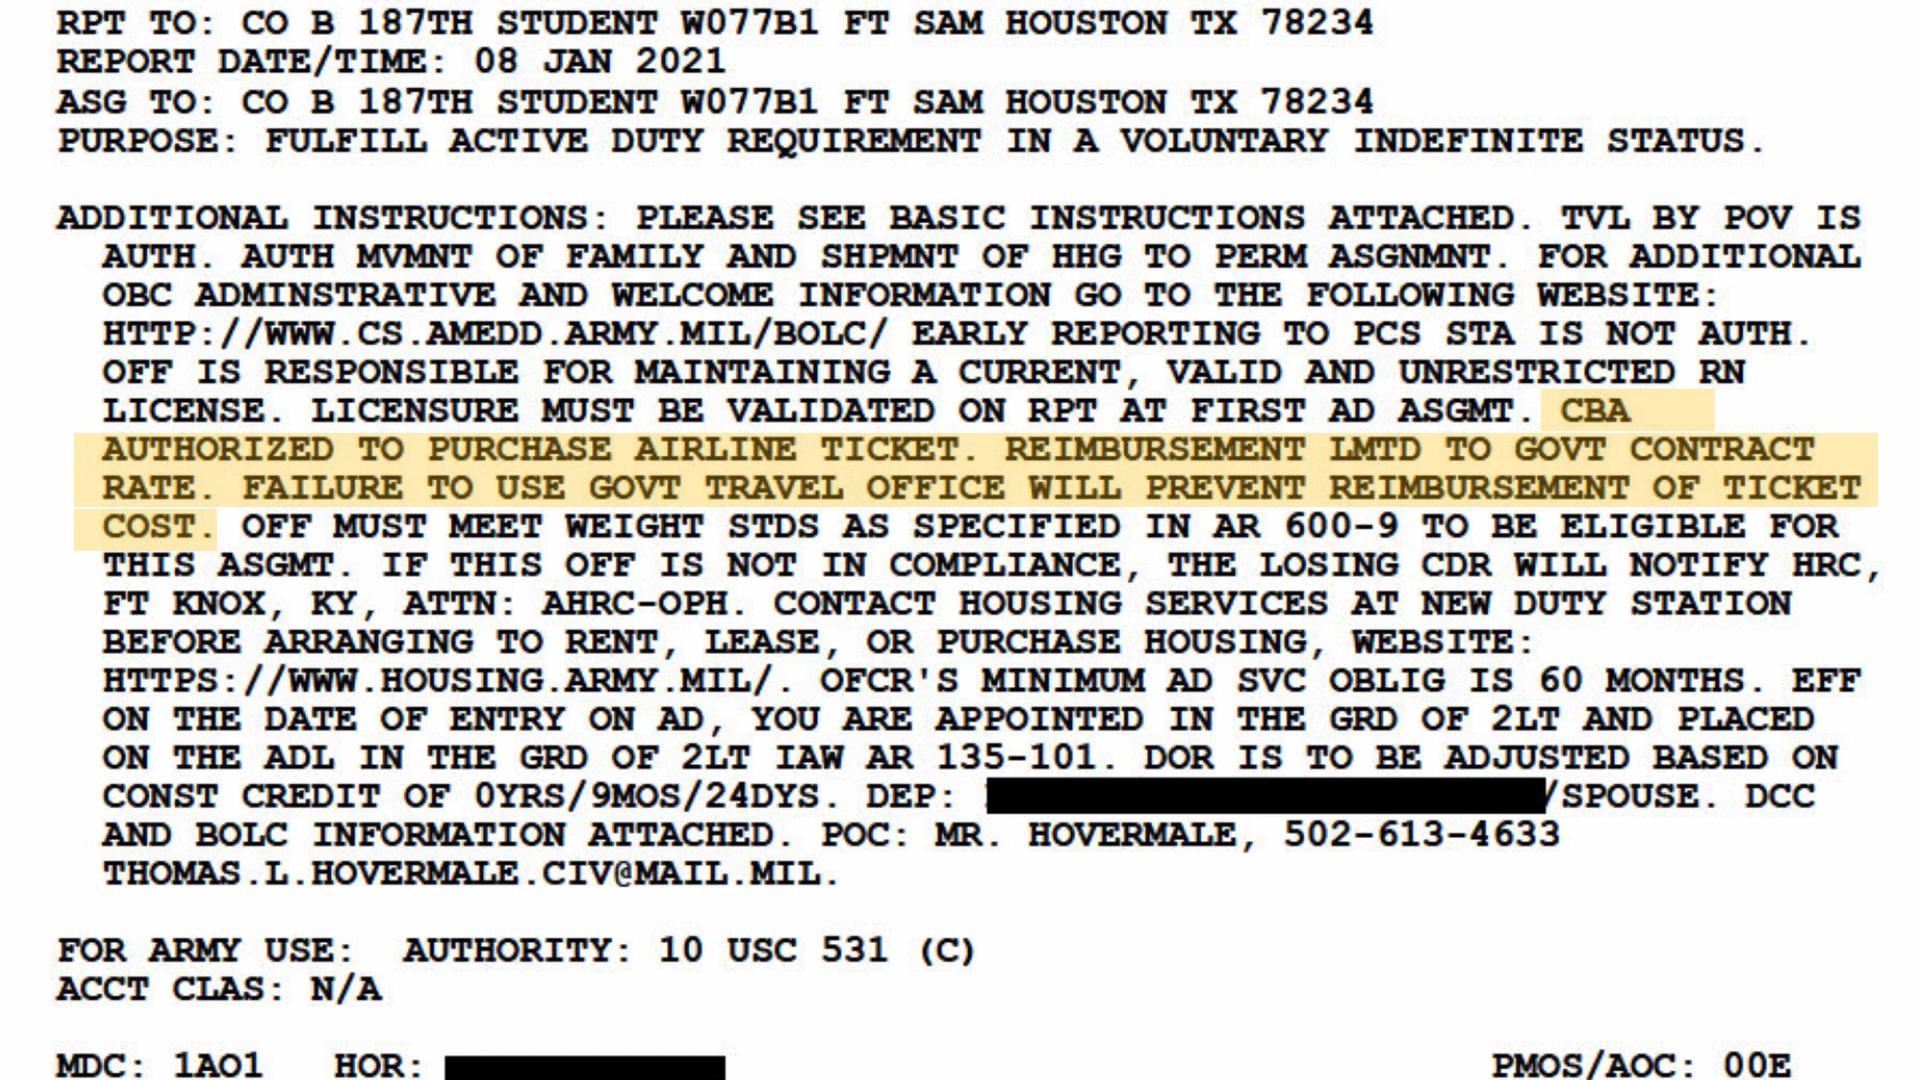 RPT TO: CO B 187TH STUDENT W077B1 FT SAM HOUSTON TX 78234
REPORT DATE/TIME: 08 JAN 2021
ASG TO: CO B 187TH STUDENT W077B1 FT SAM HOUSTON TX 78234
PURPOSE: FULFILL ACTIVE DUTY REQUIREMENT IN A VOLUNTARY INDEFINITE STATUS.
ADDITIONAL INSTRUCTIONS: PLEASE SEE BASIC INSTRUCTIONS ATTACHED. TVL BY POV IS
AUTH. AUTH MVMNT OF FAMILY AND SHPMNT OF HHG TO PERM ASGNMNT. FOR ADDITIONAL
OBC ADMINSTRATIVE AND WELCOME INFORMATION GO TO THE FOLLOWING WEBSITE:
HTTP://WWW.CS.AMEDD.ARMY.MIL/BOLC/ EARLY REPORTING TO PCS STA IS NOT AUTH.
OFF IS RESPONSIBLE FOR MAINTAINING A CURRENT, VALID AND UNRESTRICTED RN
LICENSE. LICENSURE MUST BE VALIDATED ON RPT AT FIRST AD ASGMT. CBA
AUTHORIZED TO PURCHASE AIRLINE TICKET. REIMBURSEMENT LMTD TO GOVT CONTRACT
RATE. FAILURE TO USE GOVT TRAVEL OFFICE WILL PREVENT REIMBURSEMENT OF TICKET
COST. OFF MUST MEET WEIGHT STDS AS SPECIFIED IN AR 600-9 TO BE ELIGIBLE FOR
THIS ASGMT. IF THIS OFF IS NOT IN COMPLIANCE, THE LOSING CDR WILL NOTIFY HRC,
FT KNOX, KY, ATTN: AHRC-OPH. CONTACT HOUSING SERVICES AT NEW DUTY STATION
BEFORE ARRANGING TO RENT, LEASE, OR PURCHASE HOUSING, WEBSITE:
HTTPS://WWW.HOUSING.ARMY.MIL/. OFCR'S MINIMUM AD SVC OBLIG IS 60 MONTHS. EFF
ON THE DATE OF ENTRY ON AD, YOU ARE APPOINTED IN THE GRD OF 2LT AND PLACED
ON THE ADL IN THE GRD OF 2LT IAW AR 135-101. DOR IS TO BE ADJUSTED BASED ON
CONST CREDIT OF 0YRS/9MOS/24DYS. DEP: /SPOUSE. DCC
AND BOLC INFORMATION ATTACHED. POC: MR. HOVERMALE, 502-613-4633
THOMAS.L.HOVERMALE.CIV@MAIL.MIL.
FOR ARMY USE: AUTHORITY: 10 USC 531 (C)
ACCT CLAS: N/A
MDC: 1AO1 HOR: PMOS/AOC: 00E